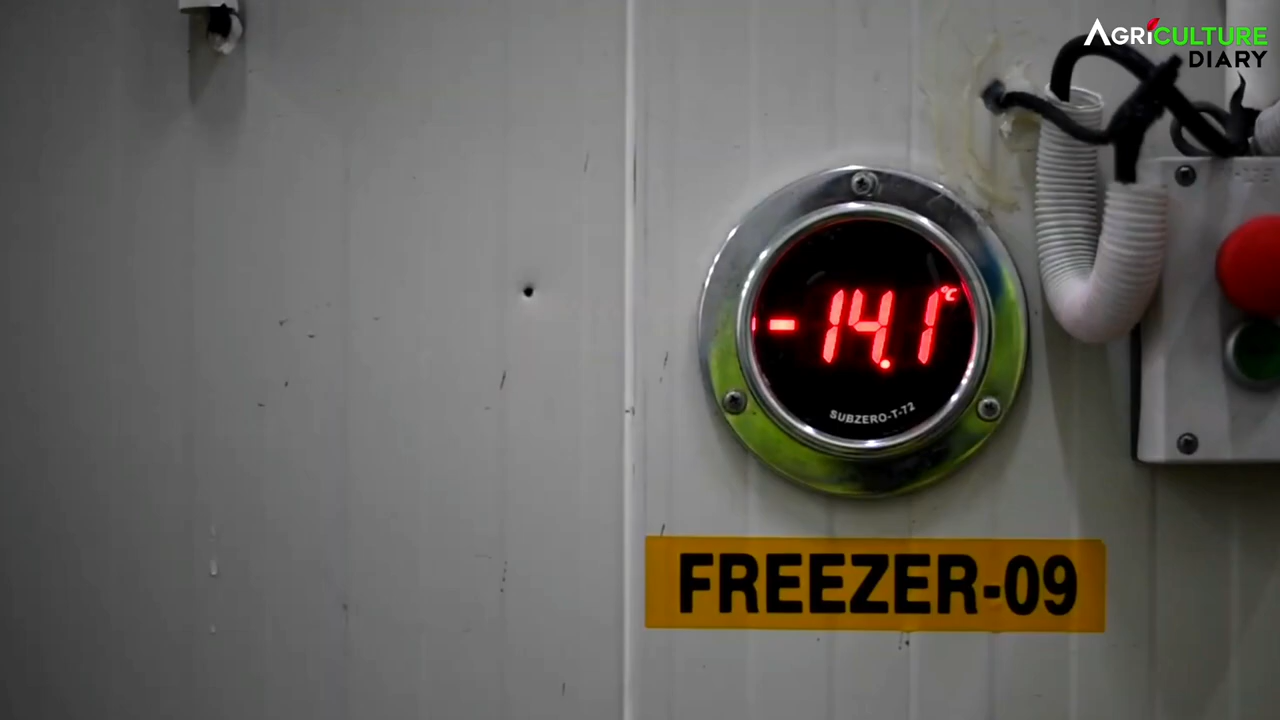 AGRICULTURE
DIARY
-14.1°C
SUBZERO-T-72
FREEZER-09